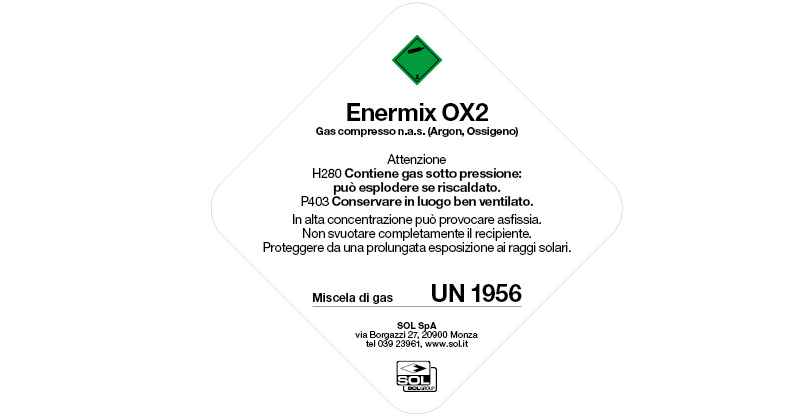 2
Enermix OX2
Gas compresso n.a.s. (Argon, Ossigeno)
Attenzione
H280 Contiene gas sotto pressione:
può esplodere se riscaldato.
P403 Conservare in luogo ben ventilato.
In alta concentrazione può provocare asfissia.
Non svuotare completamente il recipiente.
Proteggere da una prolungata esposizione ai raggi solari.
Miscela di gas UN 1956
SOL SpA
via Borgazzi 27, 20900 Monza
tel 039 23961, www.sol.it
SOL
SOLGROUP